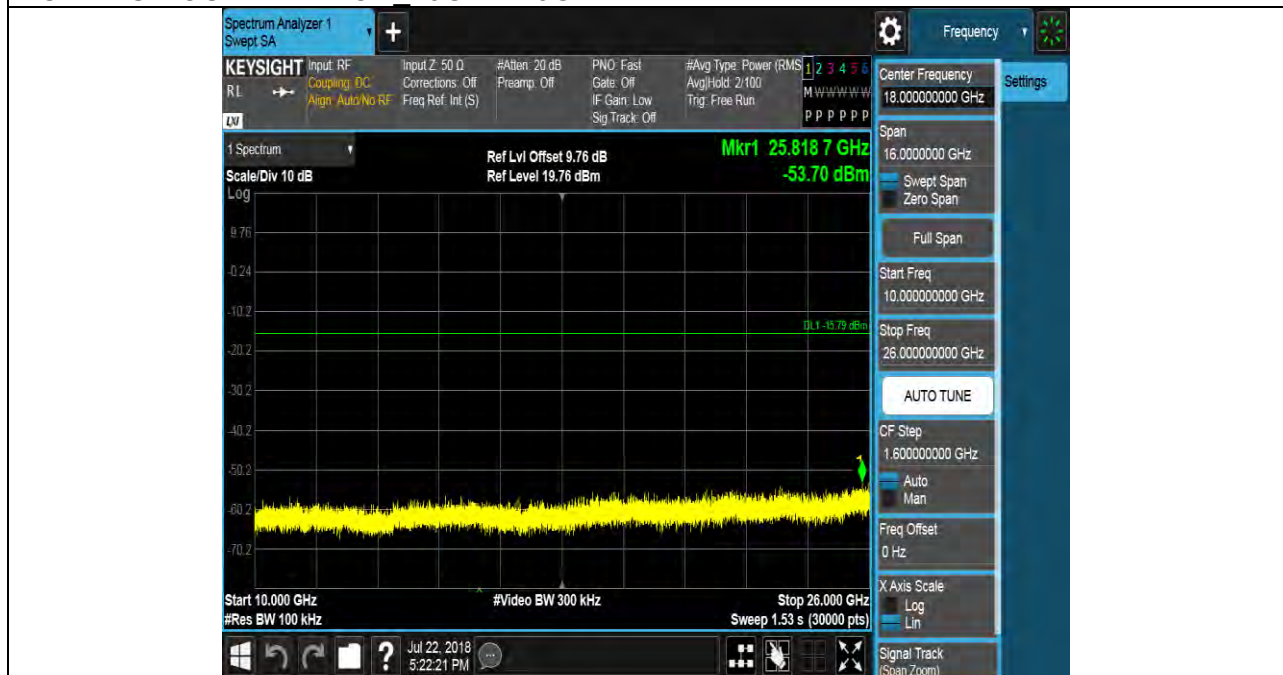 Spectrum Analyzer 1
Swept SA
+
Frequency
KEYSIGHT
RL
LXI
Input: RF
Coupling: DC
Align: Auto/No RF
Input Z: 50 Ω
Corrections: Off
Freq Ref: Int (S)
#Atten: 20 dB
Preamp: Off
PNO: Fast
Gate: Off
IF Gain: Low
Sig Track: Off
#Avg Type: Power (RMS
Avg|Hold: 2/100
Trig: Free Run
1 2 3 4 5 6
M W W W W W
P P P P P P
Center Frequency
18.000000000 GHz
Settings
1 Spectrum
Scale/Div 10 dB
Ref Lvl Offset 9.76 dB
Ref Level 19.76 dBm
Mkr1 25.818 7 GHz
-53.70 dBm
Log
9.76
-0.24
-10.2
-20.2
-30.2
-40.2
-50.2
-60.2
-70.2
DL1 -15.79 dBm
1
Start 10.000 GHz
#Res BW 100 kHz
#Video BW 300 kHz
Stop 26.000 GHz
Sweep 1.53 s (30000 pts)
Span
16.0000000 GHz
Swept Span
Zero Span
Full Span
Start Freq
10.000000000 GHz
Stop Freq
26.000000000 GHz
AUTO TUNE
CF Step
1.600000000 GHz
Auto
Man
Freq Offset
0 Hz
X Axis Scale
Log
Lin
Signal Track
(Span Zoom)
?
Jul 22, 2018
5:22:21 PM